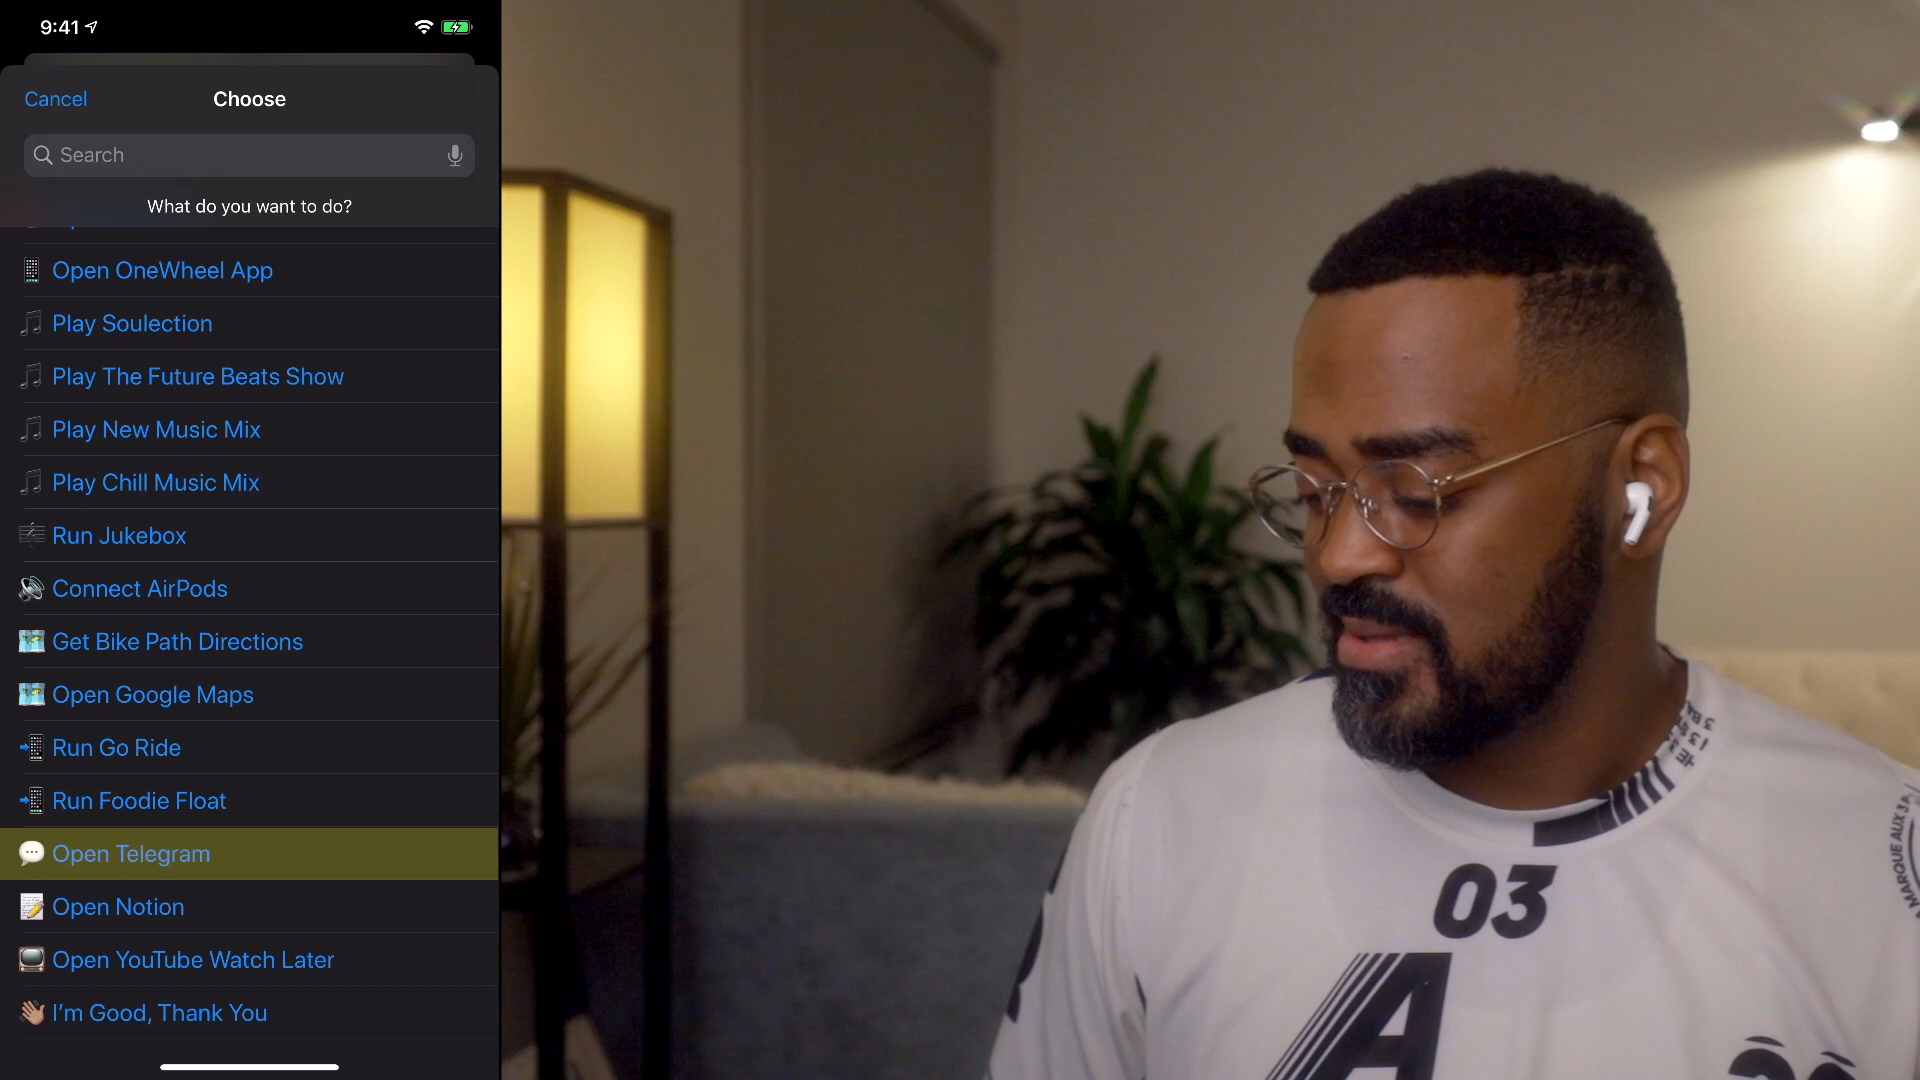 9:41
Cancel
Choose
Search
What do you want to do?
Open OneWheel App
Play Soulection
Play The Future Beats Show
Play New Music Mix
Play Chill Music Mix
Run Jukebox
Connect AirPods
Get Bike Path Directions
Open Google Maps
Run Go Ride
Run Foodie Float
Open Telegram
Open Notion
Open YouTube Watch Later
I’m Good, Thank You
03
A
MARQUE AUX 3